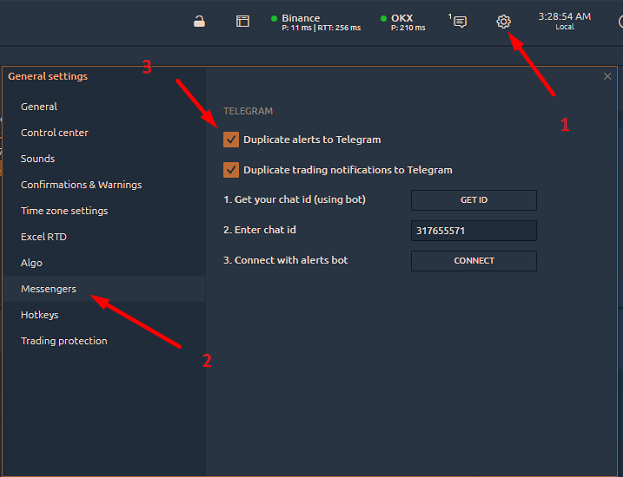 Binance
P: 11 ms | RTT: 256 ms
OKX
P: 210 ms
1
3:28:54 AM
Local
1
General settings
3
General
Control center
Sounds
Confirmations & Warnings
Time zone settings
Excel RTD
Algo
Messengers
Hotkeys
Trading protection
2
TELEGRAM
Duplicate alerts to Telegram
Duplicate trading notifications to Telegram
1. Get your chat id (using bot) GET ID
2. Enter chat id 317655571
3. Connect with alerts bot CONNECT